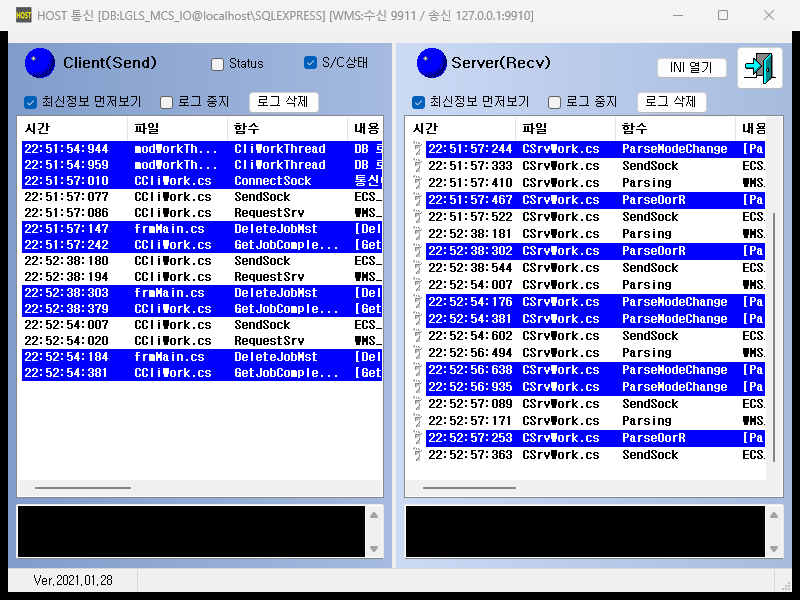 HOST 통신 [DB:LGLS_MCS_IO@localhost\SQLEXPRESS] [WMS:수신 9911 / 송신 127.0.0.1:9910]
Client(Send) Status S/C상태
최신정보 먼저보기 로그 중지 로그 삭제
시간 파일 함수 내용
22:51:54:944 modWorkTh... CliWorkThread DB
22:51:54:959 modWorkTh... CliWorkThread DB
22:51:57:010 CCliWork.cs ConnectSock 통신
22:51:57:077 CCliWork.cs SendSock ECS_
22:51:57:086 CCliWork.cs RequestSrv WMS_
22:51:57:147 frmMain.cs DeleteJobMst [Del
22:51:57:242 CCliWork.cs GetJobComple... [Get
22:52:38:180 CCliWork.cs SendSock ECS_
22:52:38:194 CCliWork.cs RequestSrv WMS_
22:52:38:303 frmMain.cs DeleteJobMst [Del
22:52:38:379 CCliWork.cs GetJobComple... [Get
22:52:54:007 CCliWork.cs SendSock ECS_
22:52:54:020 CCliWork.cs RequestSrv WMS_
22:52:54:184 frmMain.cs DeleteJobMst [Del
22:52:54:381 CCliWork.cs GetJobComple... [Get
Server(Recv) INI 열기
최신정보 먼저보기 로그 중지 로그 삭제
시간 파일 함수 내용
22:51:57:244 CSrvWork.cs ParseModeChange [Pa
22:51:57:333 CSrvWork.cs SendSock ECS
22:51:57:410 CSrvWork.cs Parsing WMS
22:51:57:467 CSrvWork.cs ParseOorR [Pa
22:51:57:522 CSrvWork.cs SendSock ECS
22:52:38:181 CSrvWork.cs Parsing WMS
22:52:38:302 CSrvWork.cs ParseOorR [Pa
22:52:38:544 CSrvWork.cs SendSock ECS
22:52:54:007 CSrvWork.cs Parsing WMS
22:52:54:176 CSrvWork.cs ParseModeChange [Pa
22:52:54:381 CSrvWork.cs ParseModeChange [Pa
22:52:54:602 CSrvWork.cs SendSock ECS
22:52:56:494 CSrvWork.cs Parsing WMS
22:52:56:638 CSrvWork.cs ParseModeChange [Pa
22:52:56:935 CSrvWork.cs ParseModeChange [Pa
22:52:57:089 CSrvWork.cs SendSock ECS
22:52:57:171 CSrvWork.cs Parsing WMS
22:52:57:253 CSrvWork.cs ParseOorR [Pa
22:52:57:363 CSrvWork.cs SendSock ECS
Ver.2021.01.28